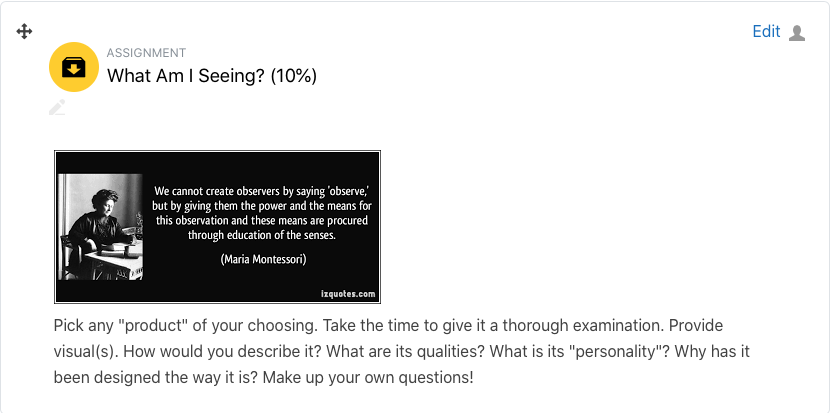 Edit
ASSIGNMENT
What Am I Seeing? (10%)
We cannot create observers by saying 'observe,'
but by giving them the power and the means for
this observation and these means are procured
through education of the senses.
(Maria Montessori)
izquotes.com
Pick any "product" of your choosing. Take the time to give it a thorough examination. Provide
visual(s). How would you describe it? What are its qualities? What is its "personality"? Why has it
been designed the way it is? Make up your own questions!